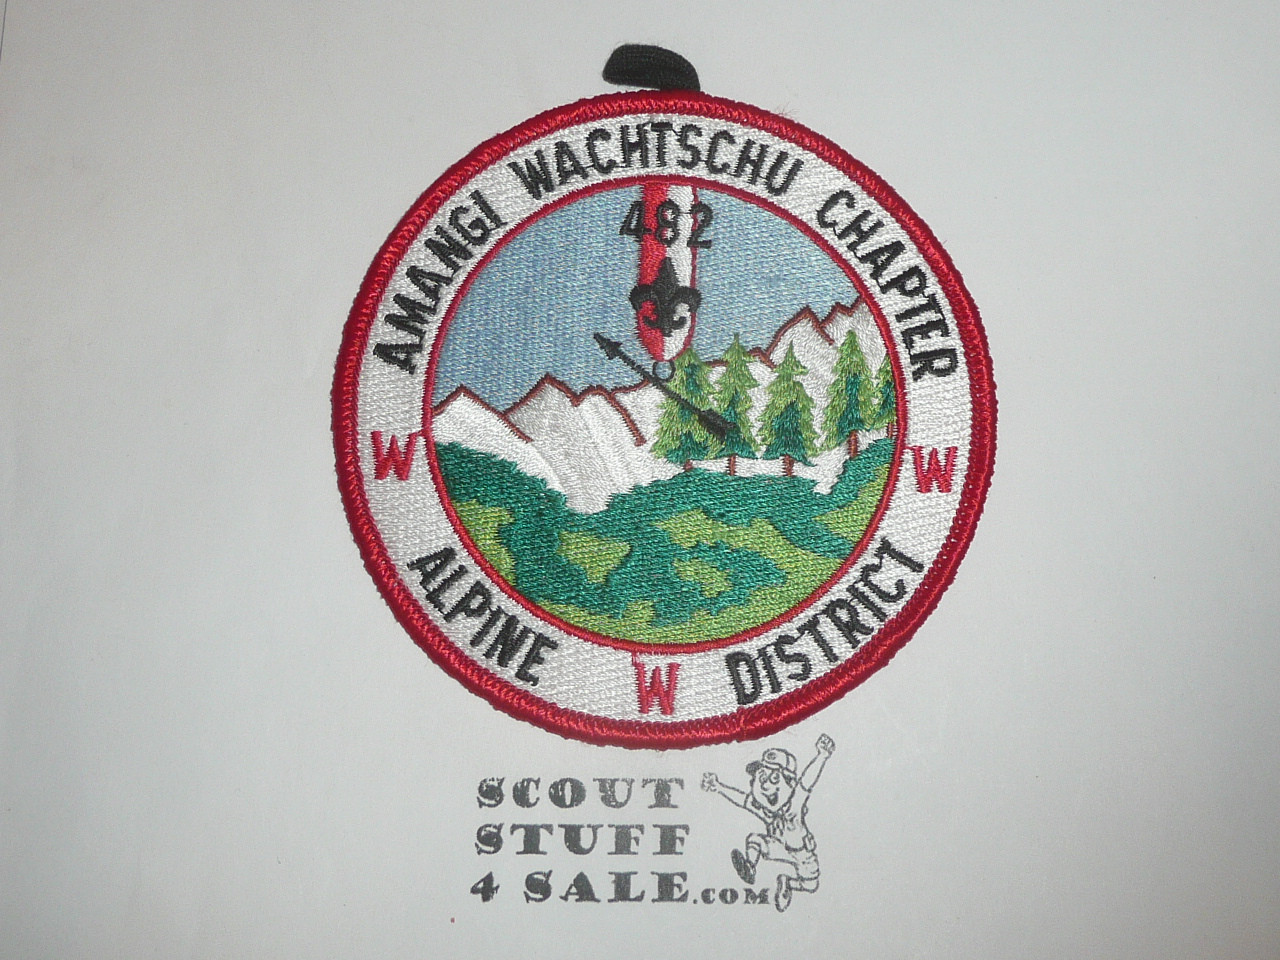 AMANGI WACHTSCHU CHAPTER
482
W W
ALPINE W DISTRICT
SCOUT
STUFF
4 SALE.COM